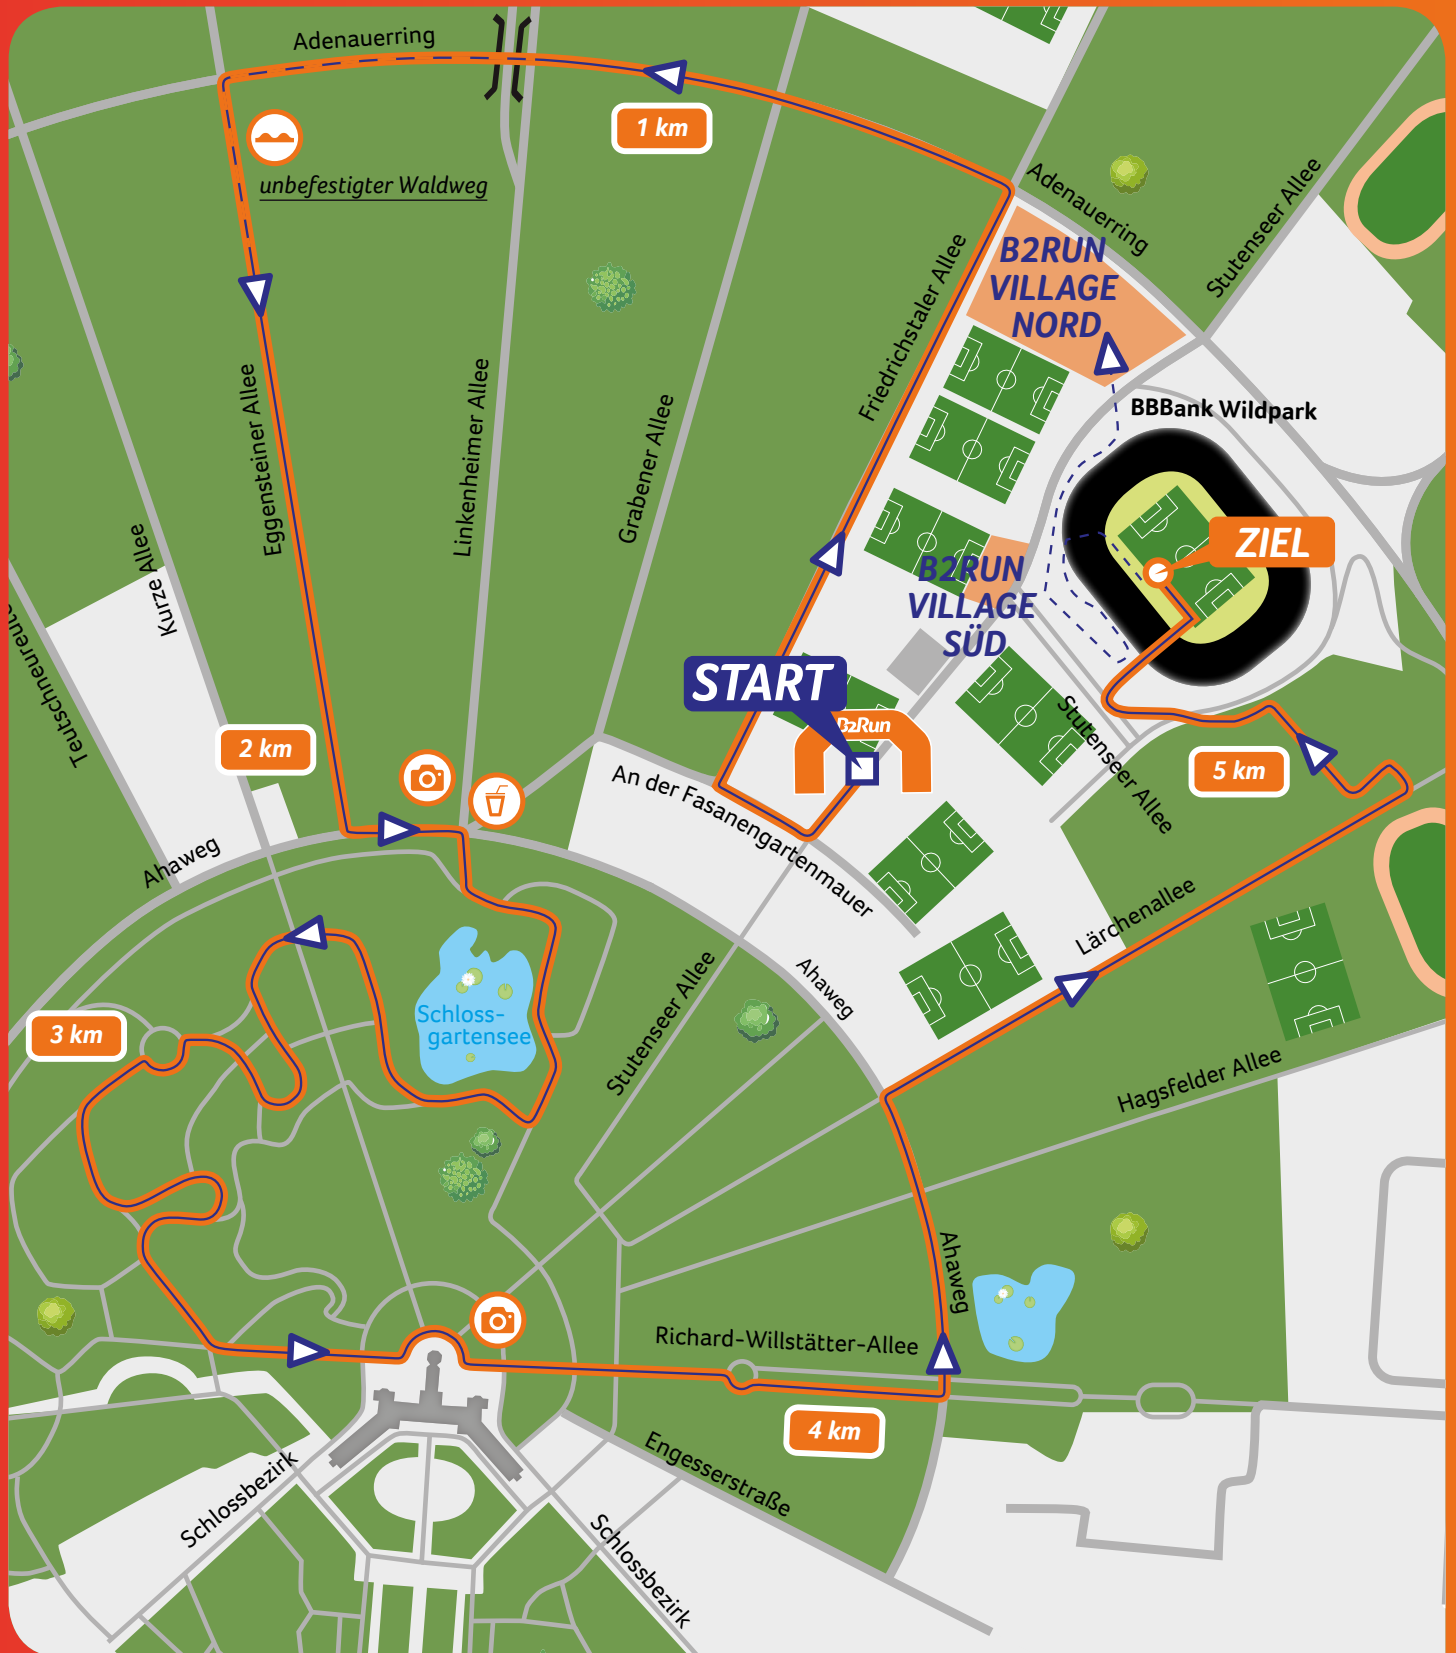 Adenauerring
1 km
unbefestigter Waldweg
Adenauerring
Stutenseer Allee
B2RUN
VILLAGE
NORD
Friedrichstaler Allee
Eggensteiner Allee
Linkenheimer Allee
Grabener Allee
BBBank Wildpark
ZIEL
Kurze Allee
B2RUN
VILLAGE
SÜD
START
B2Run
Teutschneureuter
2 km
Stutenseer Allee
5 km
An der Fasanengartenmauer
Ahaweg
Lärchenallee
Stutenseer Allee
Ahaweg
Schloss-
gartensee
3 km
Hagsfelder Allee
Ahaweg
Richard-Willstätter-Allee
4 km
Engesserstraße
Schlossbezirk
Schlossbezirk